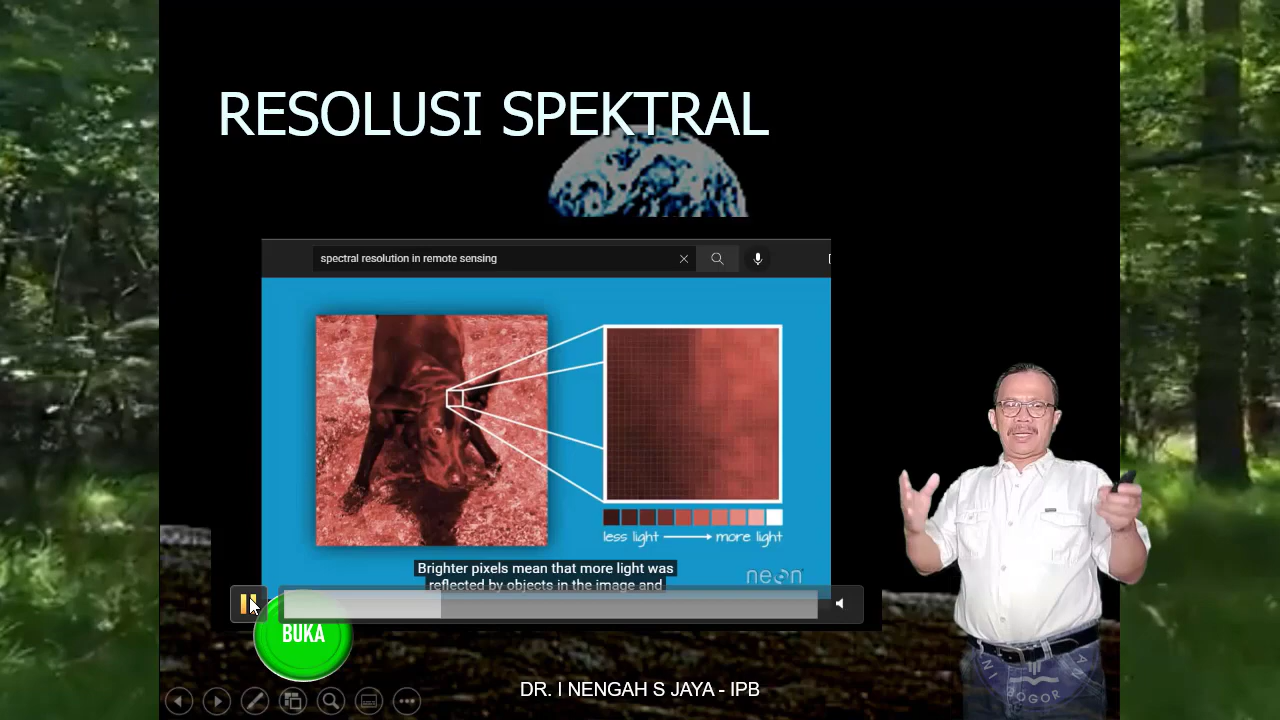 RESOLUSI SPEKTRAL
spectral resolution in remote sensing
less light
more light
Brighter pixels mean that more light was
reflected by objects in the image and
neon
BUKA
DR. I NENGAH S JAYA - IPB
BOGOR